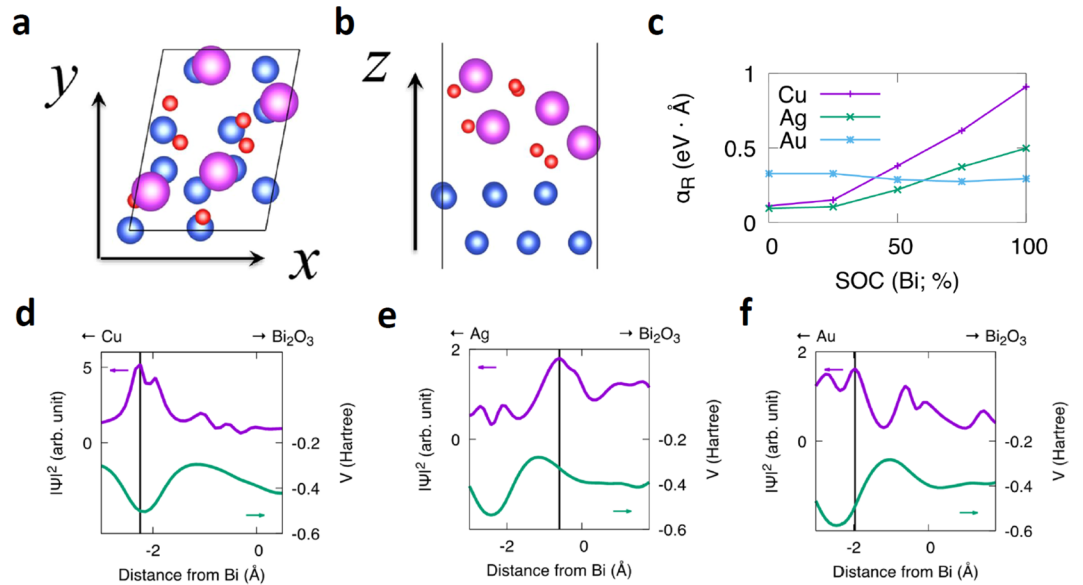 a
y
x
b
z
c
1
0.5
0
αR (eV · Å)
Cu
Ag
Au
0
50
100
SOC (Bi; %)
d
← Cu
→ Bi2O3
5
0
|Ψ|² (arb. unit)
-0.2
-0.4
-0.6
V (Hartree)
-2
0
Distance from Bi (Å)
e
← Ag
→ Bi2O3
2
0
|Ψ|² (arb. unit)
-0.2
-0.4
-0.6
V (Hartree)
-2
0
Distance from Bi (Å)
f
← Au
→ Bi2O3
2
0
|Ψ|² (arb. unit)
-0.2
-0.4
-0.6
V (Hartree)
-2
0
Distance from Bi (Å)